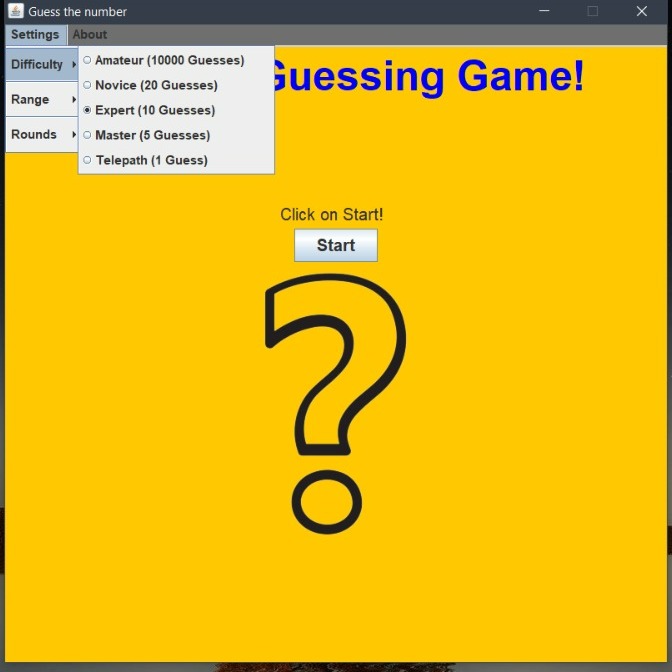 Guess the number
Settings About
Difficulty
Range
Rounds
Amateur (10000 Guesses)
Novice (20 Guesses)
Expert (10 Guesses)
Master (5 Guesses)
Telepath (1 Guess)
Guessing Game!
Click on Start!
Start
?